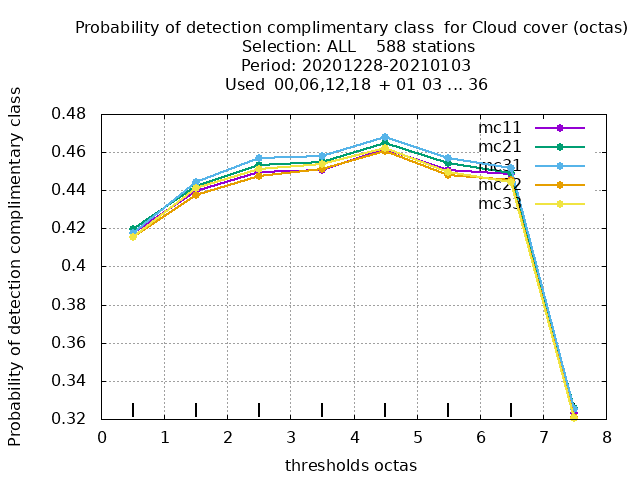 Probability of detection complimentary class  for Cloud cover (octas)
Selection: ALL    588 stations
Period: 20201228-20210103
Used  00,06,12,18  + 01 03 ... 36
Probability of detection complimentary class
0.48
0.46
0.44
0.42
0.4
0.38
0.36
0.34
0.32
mc11
mc21
mc31
mc22
mc33
0 1 2 3 4 5 6 7 8
thresholds octas